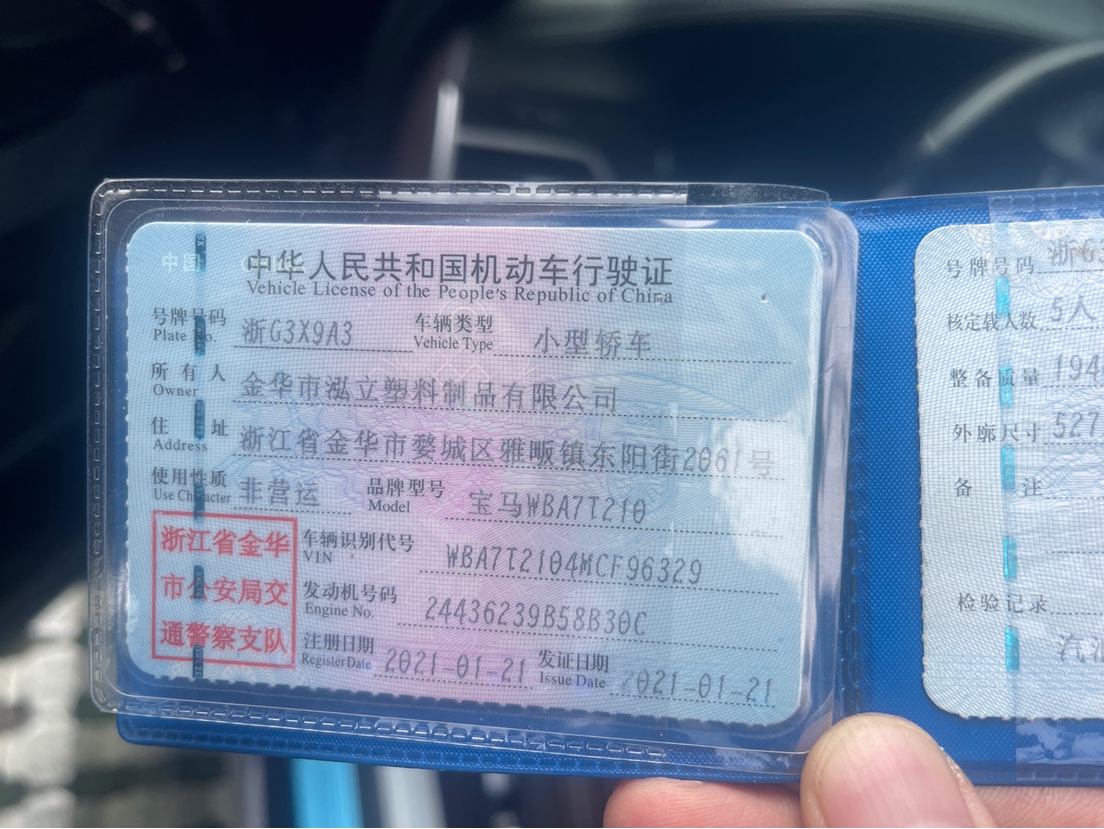 中华人民共和国机动车行驶证
Vehicle License of the People's Republic of China
号牌号码 浙G3X9A3 车辆类型 小型轿车
Plate No. Vehicle Type
所有人 金华市泓立塑料制品有限公司
Owner
住址 浙江省金华市婺城区雅畈镇东阳街2061号
Address
使用性质 非营运 品牌型号 宝马WBA7T210
Use Character Model
浙江省金华
市公安局交
通警察支队
车辆识别代号 WBA7T2104MCF96329
VIN
发动机号码 24436239B58B30C
Engine No.
注册日期 2021-01-21 发证日期 2021-01-21
Register Date Issue Date
号牌号码 浙G3
核定载人数 5人
整备质量 194
外廓尺寸 527
备注
检验记录
汽油